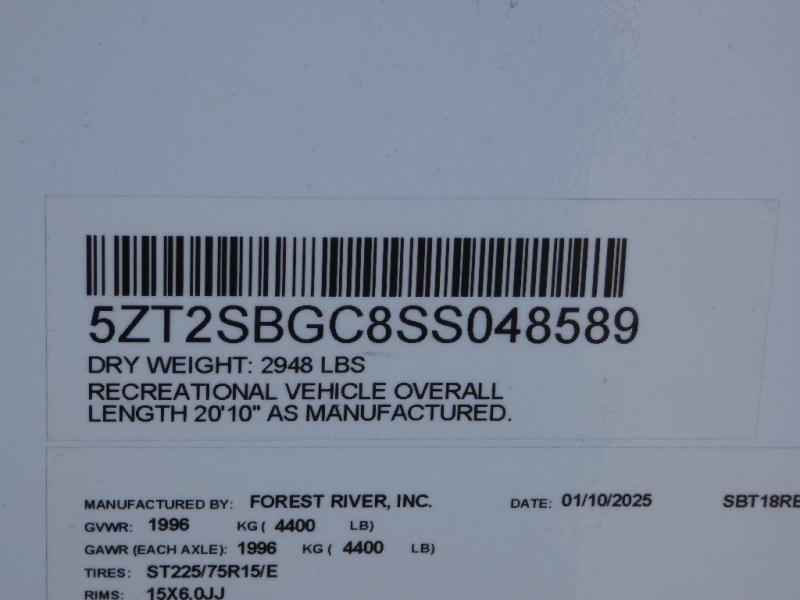 5ZT2SBGC8SS048589
DRY WEIGHT: 2948 LBS
RECREATIONAL VEHICLE OVERALL
LENGTH 20'10" AS MANUFACTURED.
MANUFACTURED BY: FOREST RIVER, INC. DATE: 01/10/2025 SBT18RE
GVWR: 1996 KG ( 4400 LB)
GAWR (EACH AXLE): 1996 KG ( 4400 LB)
TIRES: ST225/75R15/E
RIMS: 15X6.0JJ